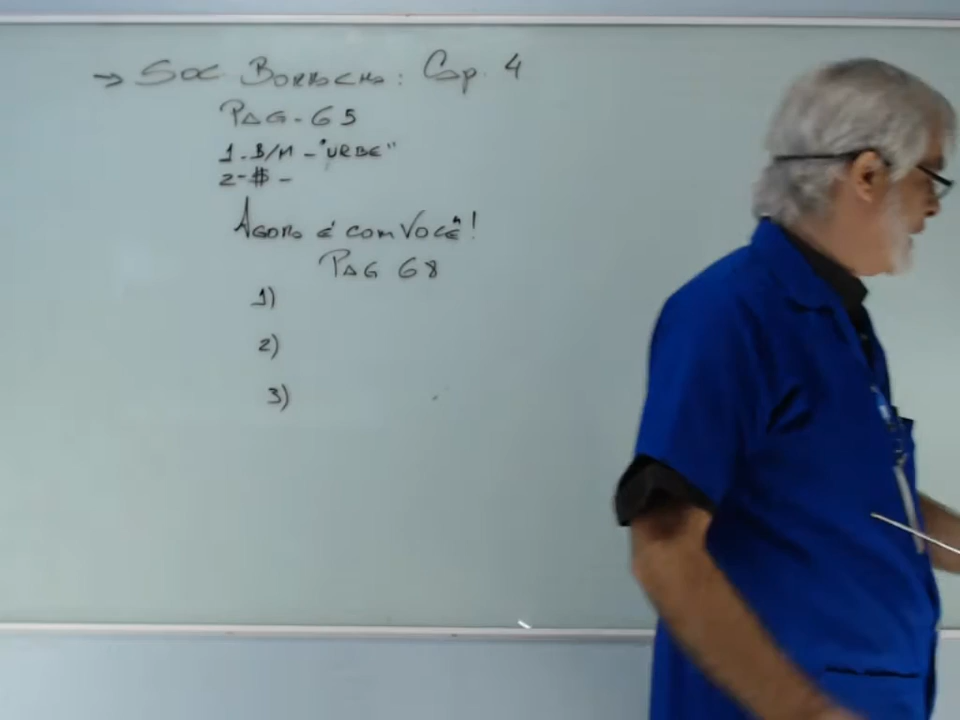 → Soc Borracha: Cap. 4
PAG - 65
1 - B/M - "URBE"
2 - $ -
Agora é com Você"!
PAG 68
1)
2)
3)